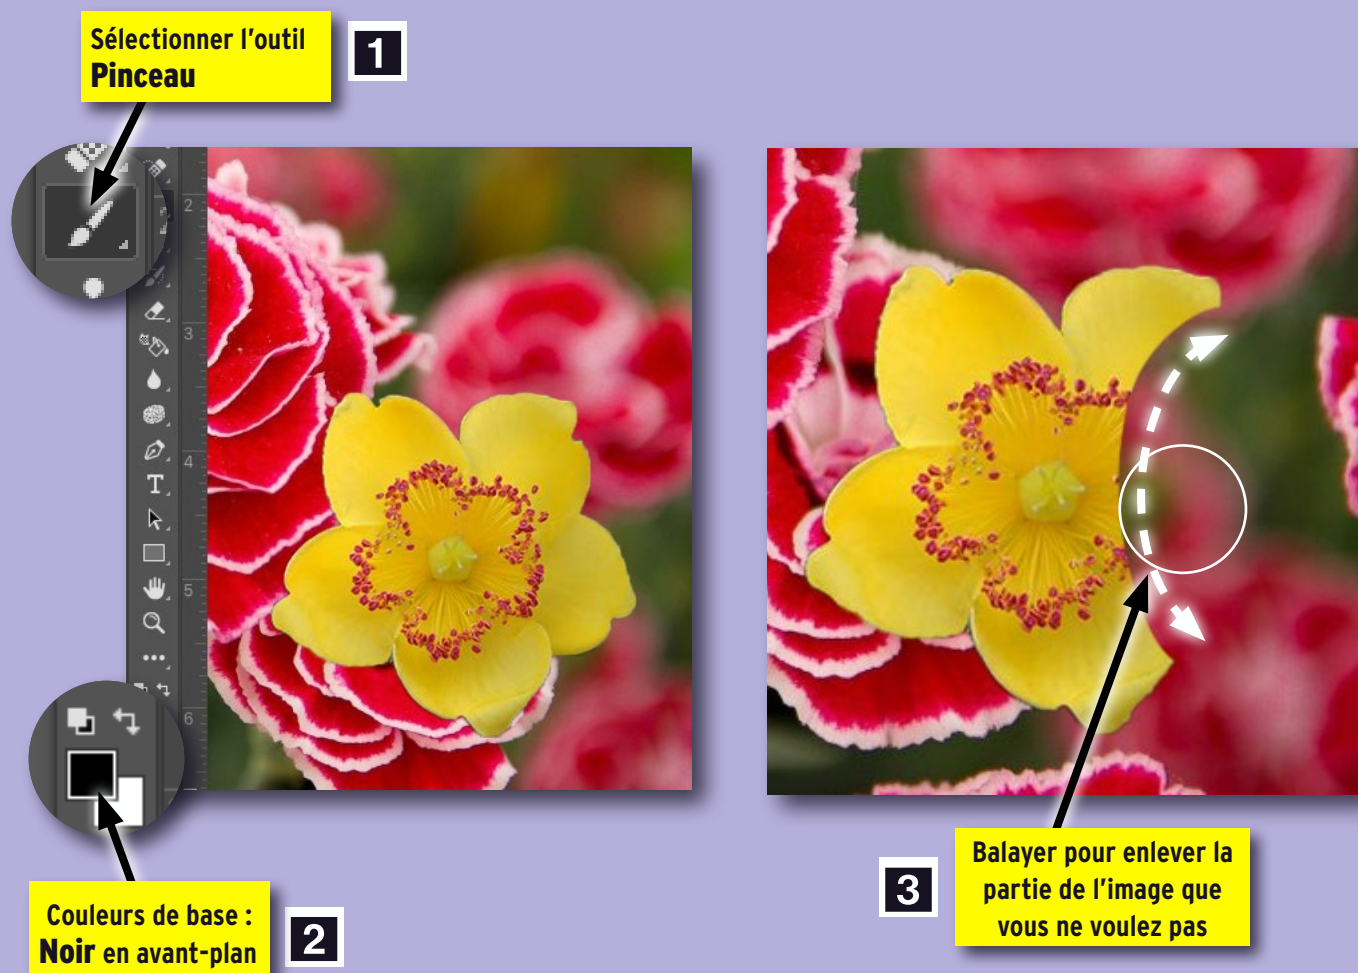 Sélectionner l'outil
Pinceau
1
2
3
4
5
6
T
Couleurs de base :
Noir en avant-plan
2
3
Balayer pour enlever la
partie de l'image que
vous ne voulez pas